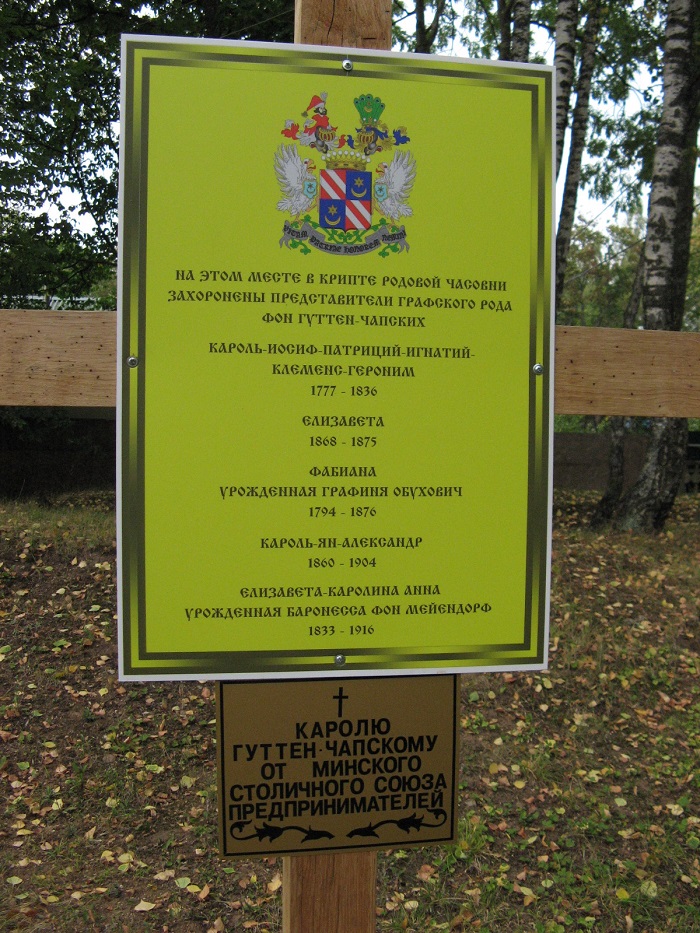 НА ЭТОМ МЕСТЕ В КРИПТЕ РОДОВОЙ ЧАСОВНИ
ЗАХОРОНЕНЫ ПРЕДСТАВИТЕЛИ ГРАФСКОГО РОДА
ФОН ГУТТЕН-ЧАПСКИХ
КАРОЛЬ-ИОСИФ-ПАТРИЦИЙ-ИГНАТИЙ-
КЛЕМЕНС-ГЕРОНИМ
1777 - 1836
ЕЛИЗАВЕТА
1868 - 1875
ФАБИАНА
УРОЖДЕННАЯ ГРАФИНЯ ОБУХОВИЧ
1794 - 1876
КАРОЛЬ-ЯН-АЛЕКСАНДР
1860 - 1904
ЕЛИЗАВЕТА-КАРОЛИНА АННА
УРОЖДЕННАЯ БАРОНЕССА ФОН МЕЙЕНДОРФ
1833 - 1916
КАРОЛЮ
ГУТТЕН-ЧАПСКОМУ
ОТ МИНСКОГО
СТОЛИЧНОГО СОЮЗА
ПРЕДПРИНИМАТЕЛЕЙ